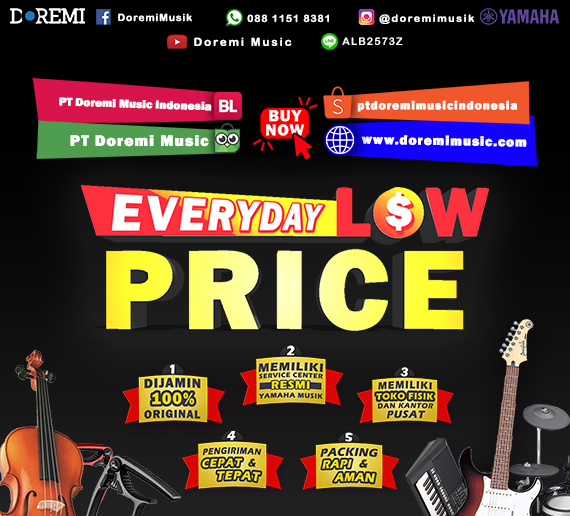 DOREMI DoremiMusik 088 1151 8381 @doremimusik YAMAHA
Doremi Music ALB2573Z
PT Doremi Music Indonesia BL
ptdoremimusicindonesia
PT Doremi Music
www.doremimusic.com
BUY
NOW
EVERYDAY LOW
PRICE
1
DIJAMIN
100%
ORIGINAL
2
MEMILIKI
SERVICE CENTER
RESMI
YAMAHA MUSIK
3
MEMILIKI
TOKO FISIK
DAN KANTOR
PUSAT
4
PENGIRIMAN
CEPAT &
TEPAT
5
PACKING
RAPI &
AMAN